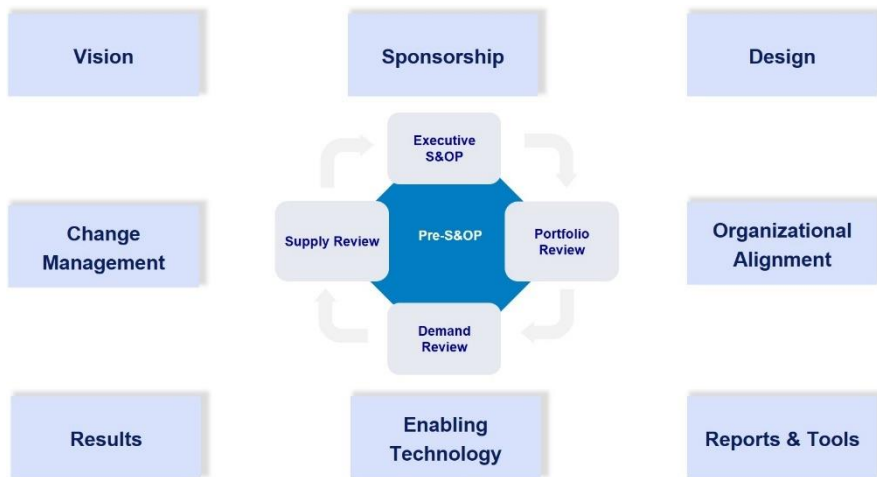 Vision
Sponsorship
Design
Executive
S&OP
Change
Management
Supply Review
Pre-S&OP
Portfolio
Review
Organizational
Alignment
Demand
Review
Results
Enabling
Technology
Reports & Tools